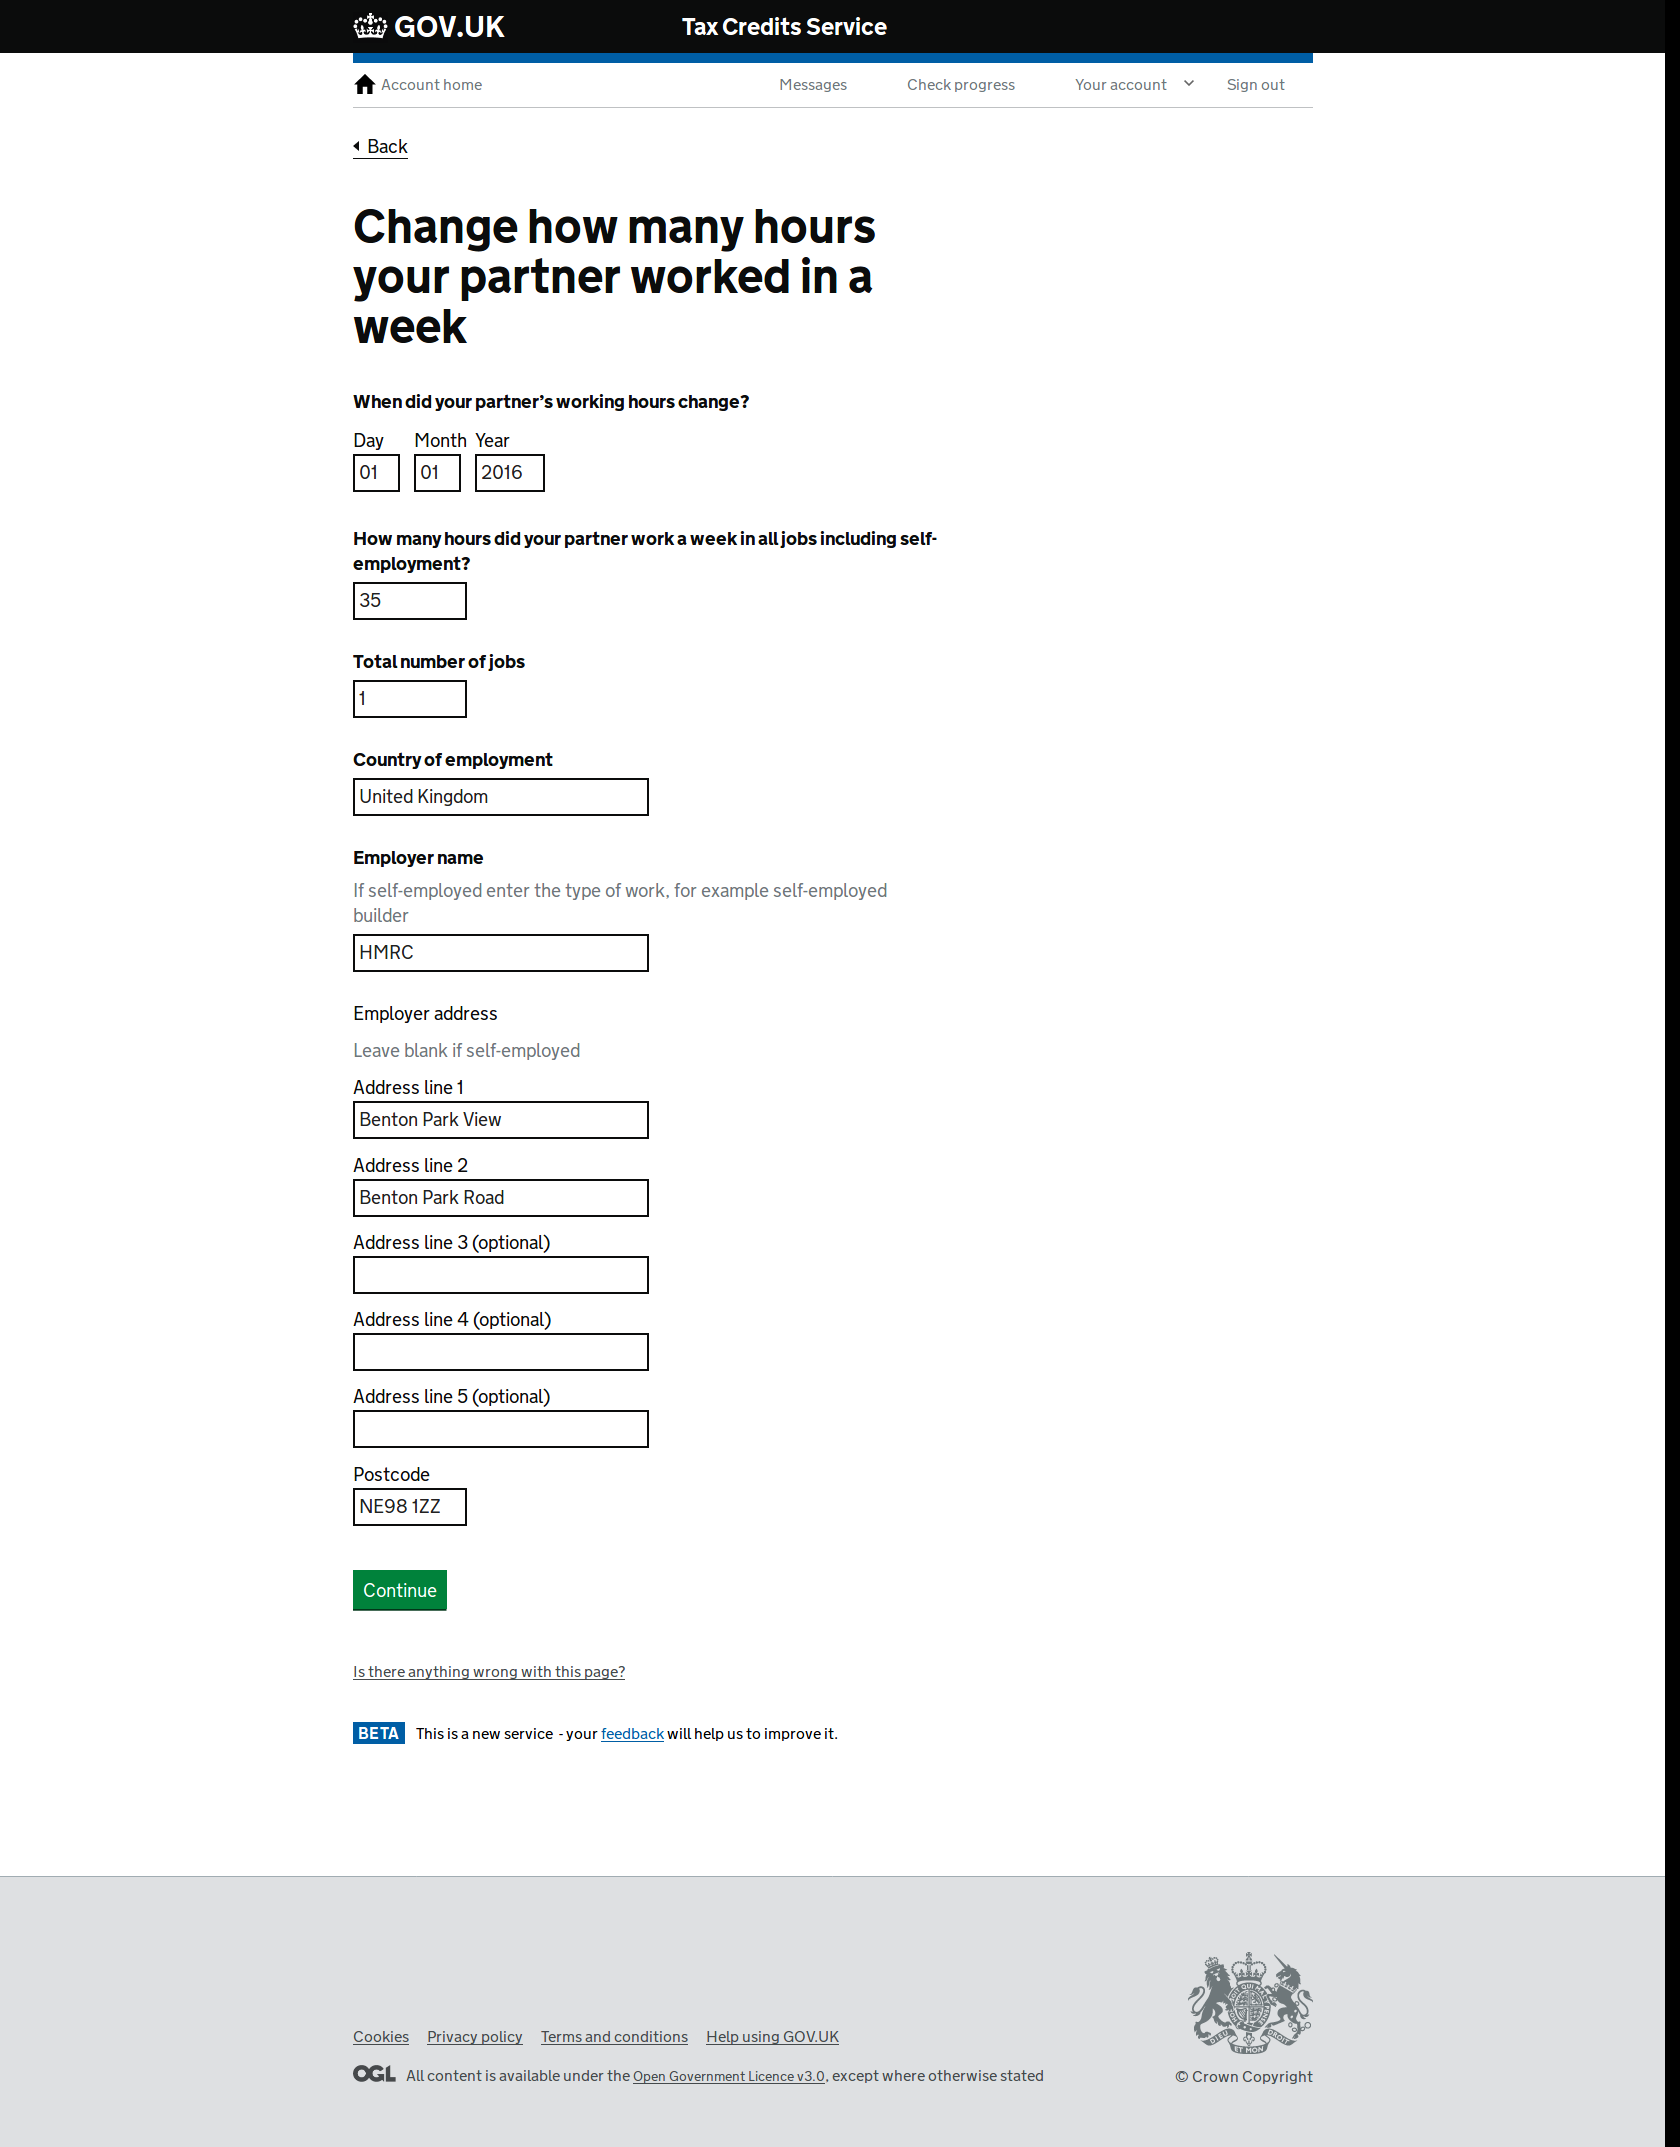 GOV.UK Tax Credits Service
Account home Messages Check progress Your account Sign out
Back
Change how many hours
your partner worked in a
week
When did your partner’s working hours change?
Day Month Year
01 01 2016
How many hours did your partner work a week in all jobs including self-
employment?
35
Total number of jobs
1
Country of employment
United Kingdom
Employer name
If self-employed enter the type of work, for example self-employed
builder
HMRC
Employer address
Leave blank if self-employed
Address line 1
Benton Park View
Address line 2
Benton Park Road
Address line 3 (optional)
Address line 4 (optional)
Address line 5 (optional)
Postcode
NE98 1ZZ
Continue
Is there anything wrong with this page?
BETA This is a new service - your feedback will help us to improve it.
DIEU ET MON DROIT
Cookies Privacy policy Terms and conditions Help using GOV.UK
OGL All content is available under the Open Government Licence v3.0, except where otherwise stated
© Crown Copyright